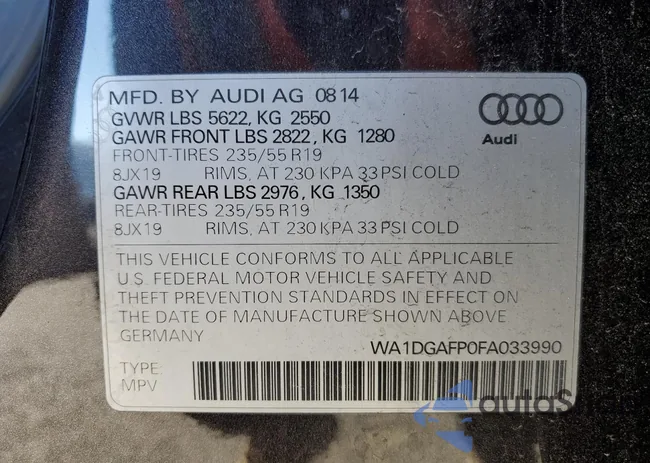 MFD. BY AUDI AG 08 14
GVWR LBS 5622, KG 2550
GAWR FRONT LBS 2822, KG 1280
FRONT-TIRES 235/55 R19
8JX19 RIMS, AT 230 KPA 33 PSI COLD
GAWR REAR LBS 2976, KG 1350
REAR-TIRES 235/55 R19
8JX19 RIMS, AT 230 KPA 33 PSI COLD
Audi
THIS VEHICLE CONFORMS TO ALL APPLICABLE
U.S. FEDERAL MOTOR VEHICLE SAFETY AND
THEFT PREVENTION STANDARDS IN EFFECT ON
THE DATE OF MANUFACTURE SHOWN ABOVE
GERMANY
WA1DGAFP0FA033990
TYPE:
MPV